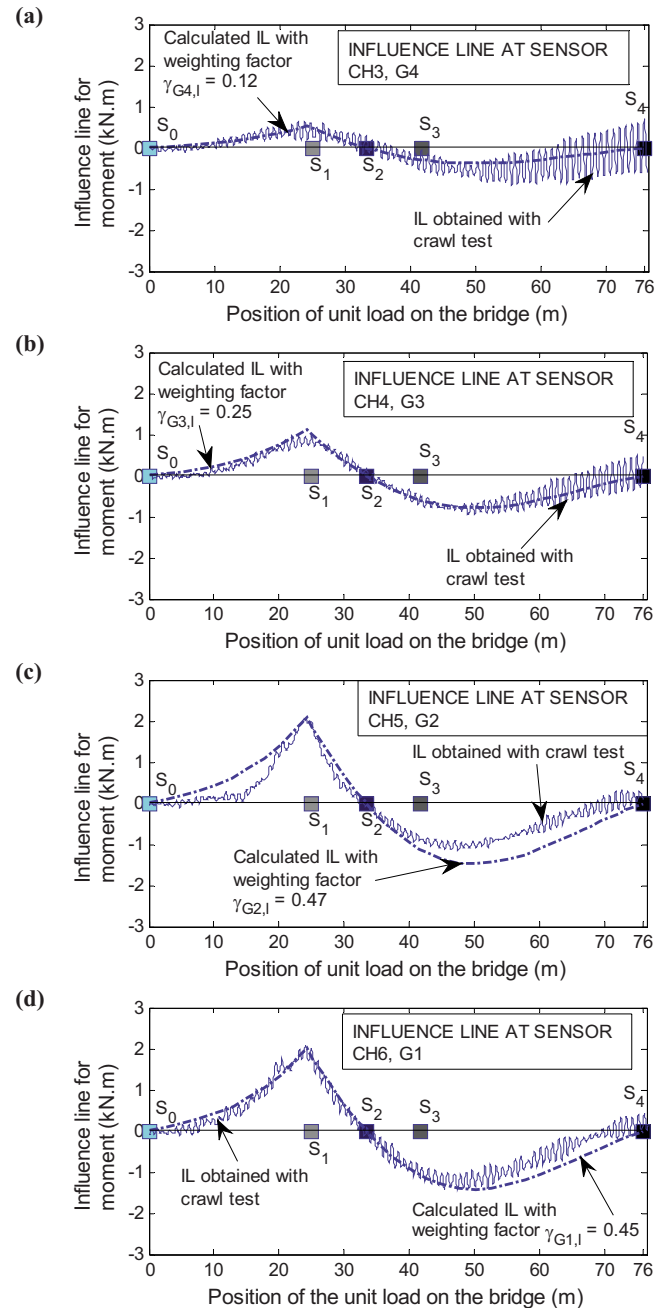 (a)
Influence line for
moment (kN.m)
3
2
1
0
-1
-2
-3
Calculated IL with
weighting factor
γG4,I = 0.12
INFLUENCE LINE AT SENSOR
CH3, G4
S0
S1
S2
S3
S4
IL obtained with
crawl test
0 10 20 30 40 50 60 70 76
Position of unit load on the bridge (m)
(b)
Influence line for
moment (kN.m)
3
2
1
0
-1
-2
-3
Calculated IL with
weighting factor
γG3,I = 0.25
INFLUENCE LINE AT SENSOR
CH4, G3
S0
S1
S2
S3
S4
IL obtained with
crawl test
0 10 20 30 40 50 60 70 76
Position of unit load on the bridge (m)
(c)
Influence line for
moment (kN.m)
3
2
1
0
-1
-2
-3
INFLUENCE LINE AT SENSOR
CH5, G2
IL obtained with crawl test
S0
S1
S2
S3
S4
Calculated IL with
weighting factor
γG2,I = 0.47
0 10 20 30 40 50 60 70 76
Position of unit load on the bridge (m)
(d)
Influence line for
moment (kN.m)
3
2
1
0
-1
-2
-3
INFLUENCE LINE AT SENSOR
CH6, G1
S0
S1
S2
S3
S4
IL obtained with
crawl test
Calculated IL with
weighting factor γG1,I = 0.45
0 10 20 30 40 50 60 70 76
Position of the unit load on the bridge (m)